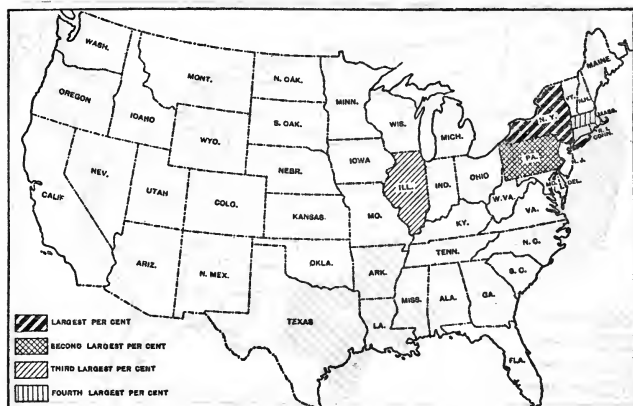 WASH.
MONT.
N. DAK.
MINN.
MAINE
OREGON
IDAHO
S. DAK.
WIS.
MICH.
VT.
N.H.
MASS.
R. I.
CONN.
N. Y.
WYO.
NEBR.
IOWA
PA.
N. J.
NEV.
UTAH
COLO.
ILL.
IND.
OHIO
MD.
DEL.
CALIF
KANSAS.
MO.
W. VA.
VA.
KY.
N. C.
TENN.
ARIZ.
N. MEX.
OKLA.
ARK.
S. C.
MISS.
ALA.
GA.
TEXAS
LA.
FLA.
LARGEST PER CENT
SECOND LARGEST PER CENT
THIRD LARGEST PER CENT
FOURTH LARGEST PER CENT